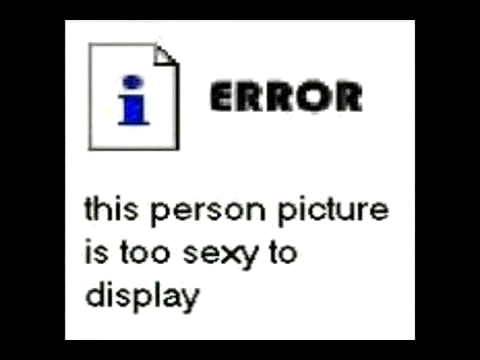 i
ERROR
this person picture
is too sexy to
display